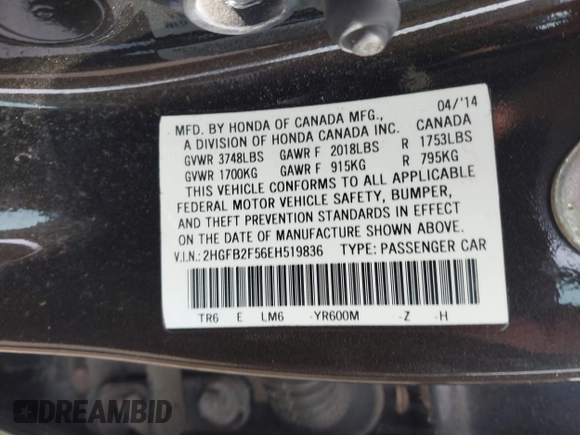 04/'14
MFD. BY HONDA OF CANADA MFG., CANADA
A DIVISION OF HONDA CANADA INC.
GVWR 3748LBS GAWR F 2018LBS R 1753LBS
GVWR 1700KG GAWR F 915KG R 795KG
THIS VEHICLE CONFORMS TO ALL APPLICABLE
FEDERAL MOTOR VEHICLE SAFETY, BUMPER,
AND THEFT PREVENTION STANDARDS IN EFFECT
ON THE DATE OF MANUFACTURE SHOWN ABOVE.
V.I.N.:2HGFB2F56EH519836 TYPE: PASSENGER CAR
TR6 E LM6 -YR600M -Z -H
DREAMBID